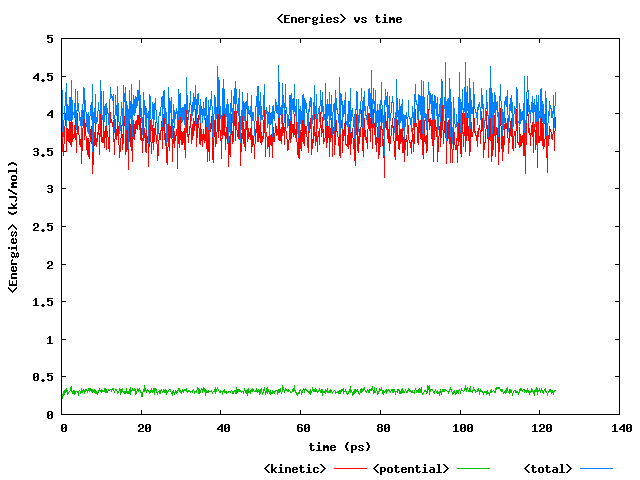 <Energies> vs time
5
4.5
4
3.5
3
2.5
2
1.5
1
0.5
0
<Energies> (kJ/mol)
0 20 40 60 80 100 120 140
time (ps)
<kinetic> <potential> <total>